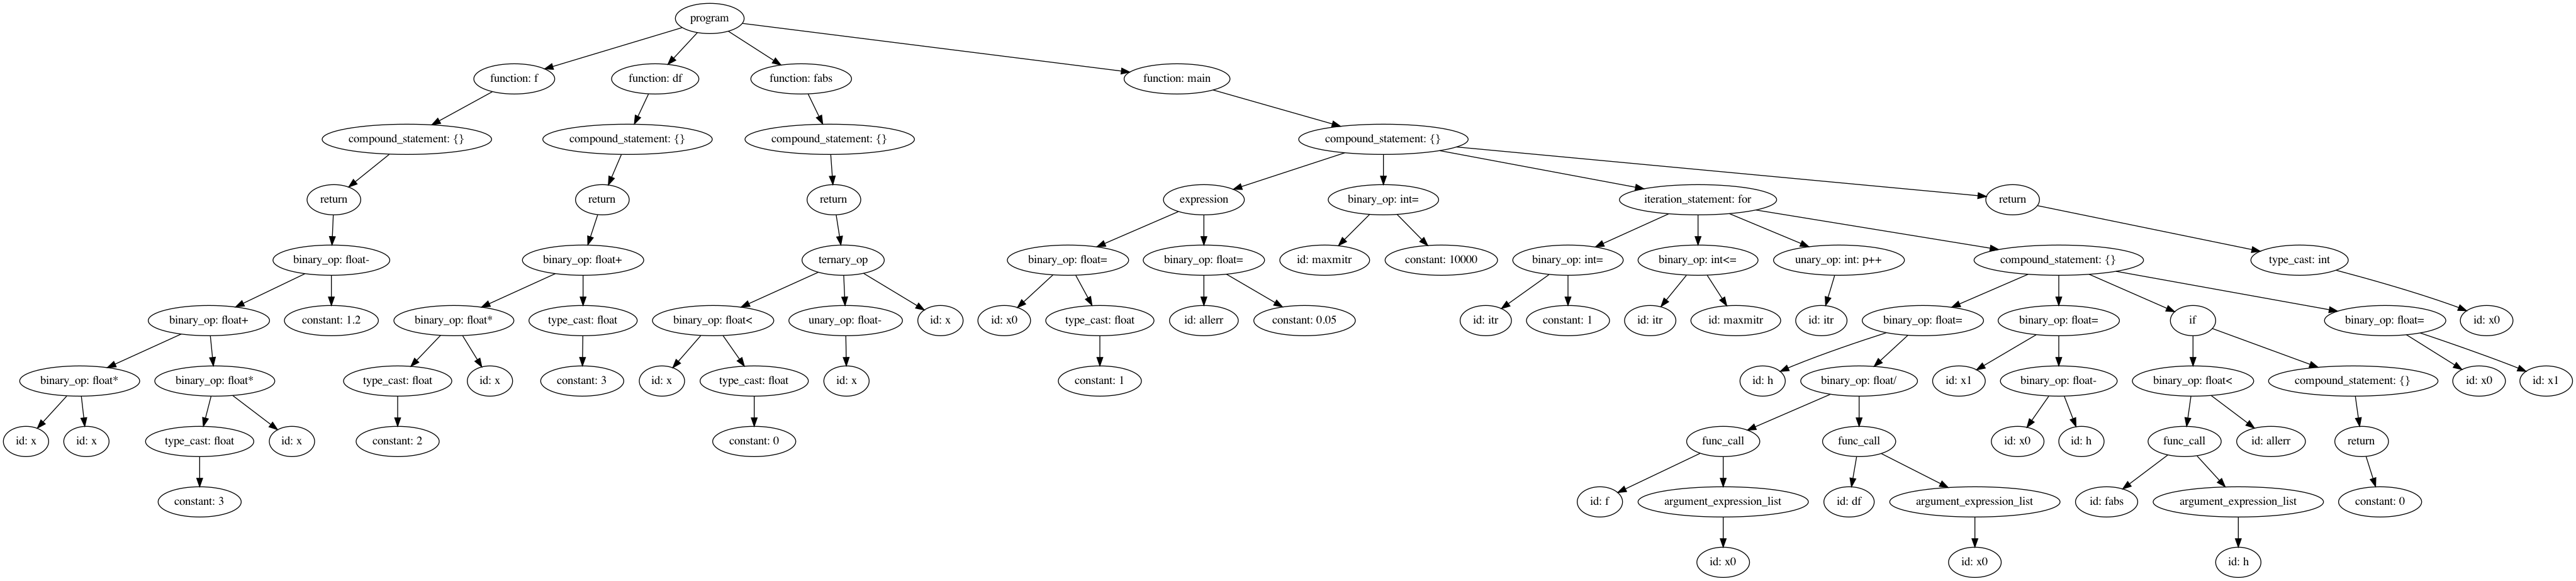 program
function: f
function: df
function: fabs
function: main
compound_statement: {}
compound_statement: {}
compound_statement: {}
compound_statement: {}
return
return
return
expression
binary_op: int=
iteration_statement: for
return
binary_op: float-
binary_op: float+
ternary_op
binary_op: float=
binary_op: float=
id: maxmitr
constant: 10000
binary_op: int=
binary_op: int<=
unary_op: int: p++
compound_statement: {}
type_cast: int
binary_op: float+
constant: 1.2
binary_op: float*
type_cast: float
binary_op: float<
unary_op: float-
id: x
id: x0
type_cast: float
id: allerr
constant: 0.05
id: itr
constant: 1
id: itr
id: maxmitr
id: itr
binary_op: float=
binary_op: float=
if
binary_op: float=
id: x0
binary_op: float*
binary_op: float*
type_cast: float
id: x
constant: 3
id: x
type_cast: float
id: x
constant: 1
id: h
binary_op: float/
id: x1
binary_op: float-
binary_op: float<
compound_statement: {}
id: x0
id: x1
id: x
id: x
type_cast: float
id: x
constant: 2
constant: 0
func_call
func_call
id: x0
id: h
func_call
id: allerr
return
constant: 3
id: f
argument_expression_list
id: df
argument_expression_list
id: fabs
argument_expression_list
constant: 0
id: x0
id: x0
id: h